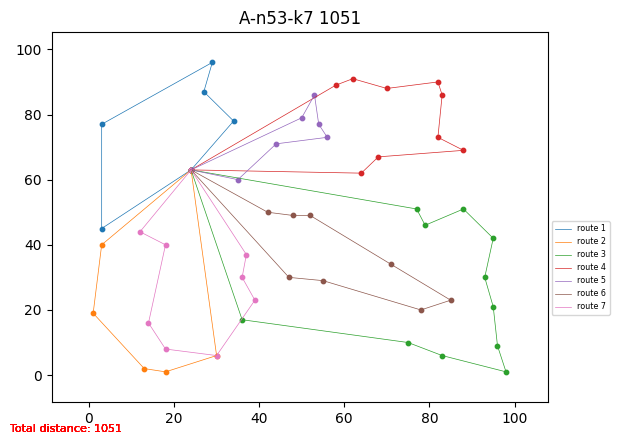 A-n53-k7 1051
100
80
60
40
20
0
0 20 40 60 80 100
route 1
route 2
route 3
route 4
route 5
route 6
route 7
Total distance: 1051